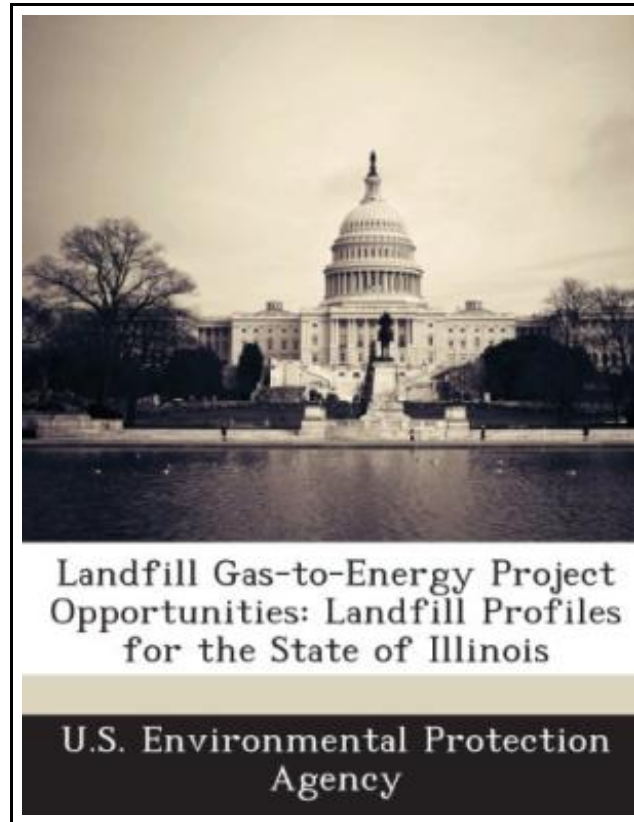 Landfill Gas-to-Energy Project
Opportunities: Landfill Profiles
for the State of Illinois
U.S. Environmental Protection
Agency